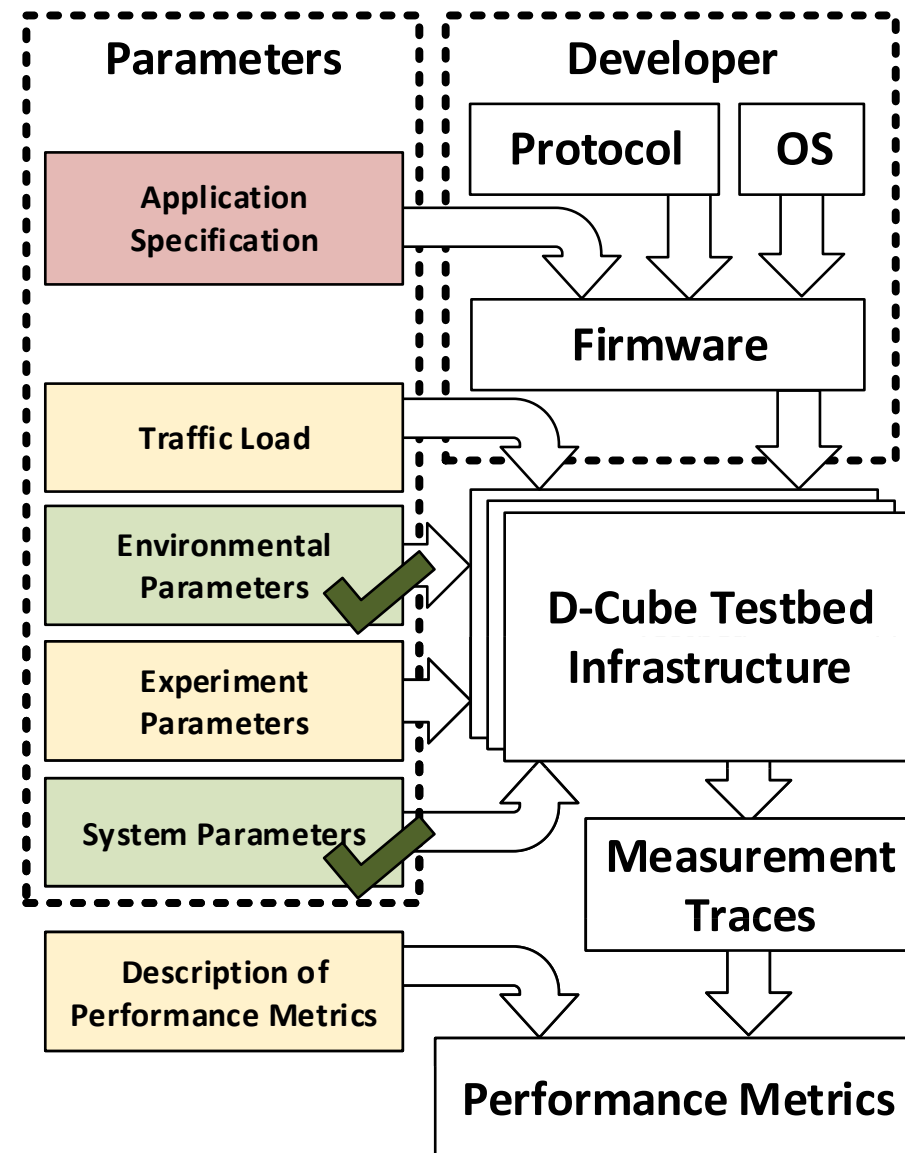 Parameters
Developer
Protocol
OS
Application
Specification
Firmware
Traffic Load
Environmental
Parameters
D-Cube Testbed
Infrastructure
Experiment
Parameters
System Parameters
Measurement
Traces
Description of
Performance Metrics
Performance Metrics